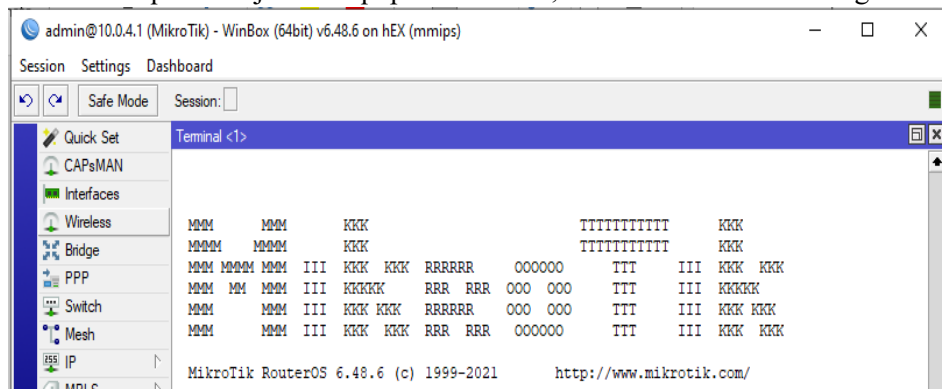 admin@10.0.4.1 (MikroTik) - WinBox (64bit) v6.48.6 on hEX (mmips)
Session Settings Dashboard
Safe Mode Session:
Quick Set
Terminal <1>
CAPsMAN
Interfaces
Wireless
Bridge
PPP
Switch
Mesh
IP
MMM      MMM       KKK                          TTTTTTTTTTT      KKK
MMMM    MMMM       KKK                          TTTTTTTTTTT      KKK
MMM MMMM MMM  III  KKK  KKK  RRRRRR     OOOOOO      TTT     III  KKK  KKK
MMM  MM  MMM  III  KKKKK     RRR  RRR  OOO  OOO     TTT     III  KKKKK
MMM      MMM  III  KKK KKK   RRRRRR    OOO  OOO     TTT     III  KKK KKK
MMM      MMM  III  KKK  KKK  RRR  RRR   OOOOOO      TTT     III  KKK  KKK
MikroTik RouterOS 6.48.6 (c) 1999-2021       http://www.mikrotik.com/